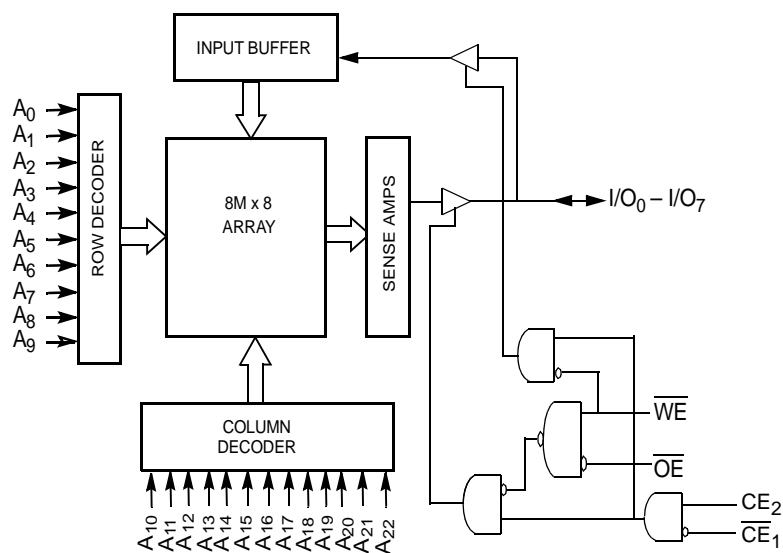 INPUT BUFFER
A0
A1
A2
A3
A4
A5
A6
A7
A8
A9
ROW DECODER
8M x 8
ARRAY
SENSE AMPS
I/O0 – I/O7
COLUMN
DECODER
WE
OE
CE2
CE1
A10
A11
A12
A13
A14
A15
A16
A17
A18
A19
A20
A21
A22